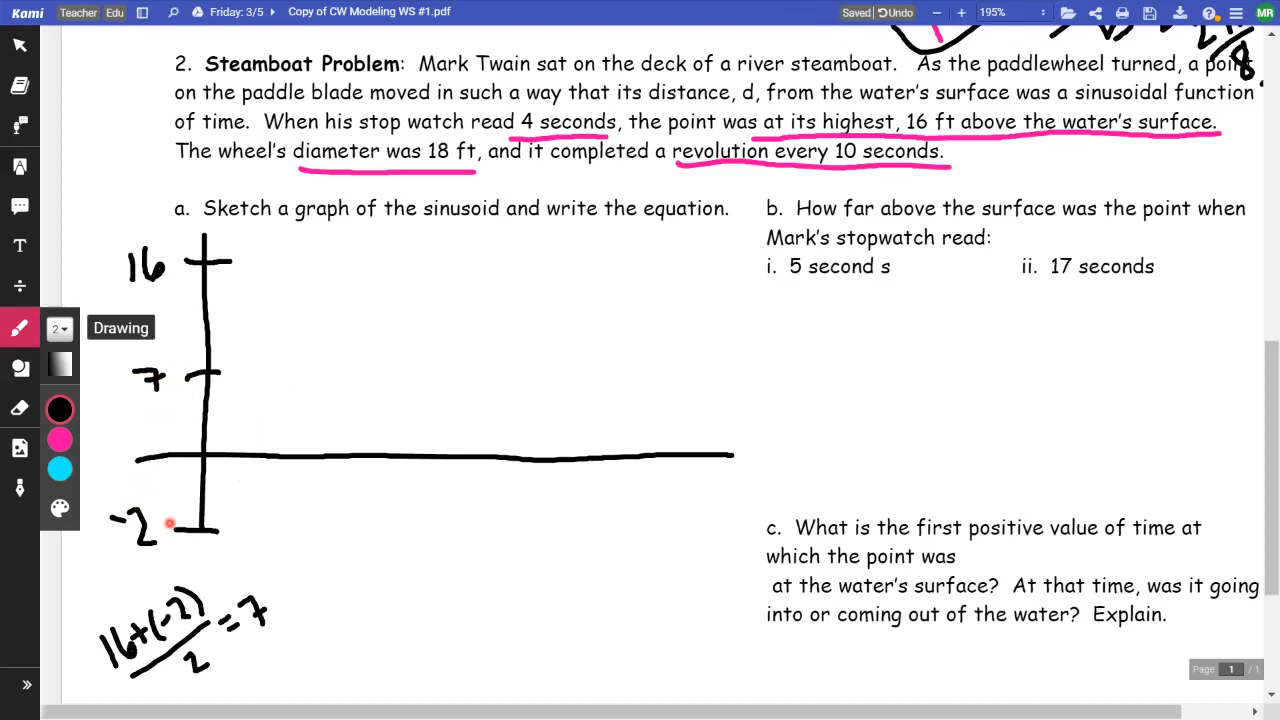 Kami Teacher Edu Friday: 3/5 Copy of CW Modeling WS #1.pdf Saved Undo 195%
2. Steamboat Problem: Mark Twain sat on the deck of a river steamboat. As the paddlewheel turned, a point
on the paddle blade moved in such a way that its distance, d, from the water's surface was a sinusoidal function
of time. When his stop watch read 4 seconds, the point was at its highest, 16 ft above the water's surface.
The wheel's diameter was 18 ft, and it completed a revolution every 10 seconds.
a. Sketch a graph of the sinusoid and write the equation.
16
7
-2
16+(-2)
2
=7
b. How far above the surface was the point when
Mark's stopwatch read:
i. 5 second s ii. 17 seconds
c. What is the first positive value of time at
which the point was
at the water's surface? At that time, was it going
into or coming out of the water? Explain.
2
Drawing
Page 1 / 1
MR
8